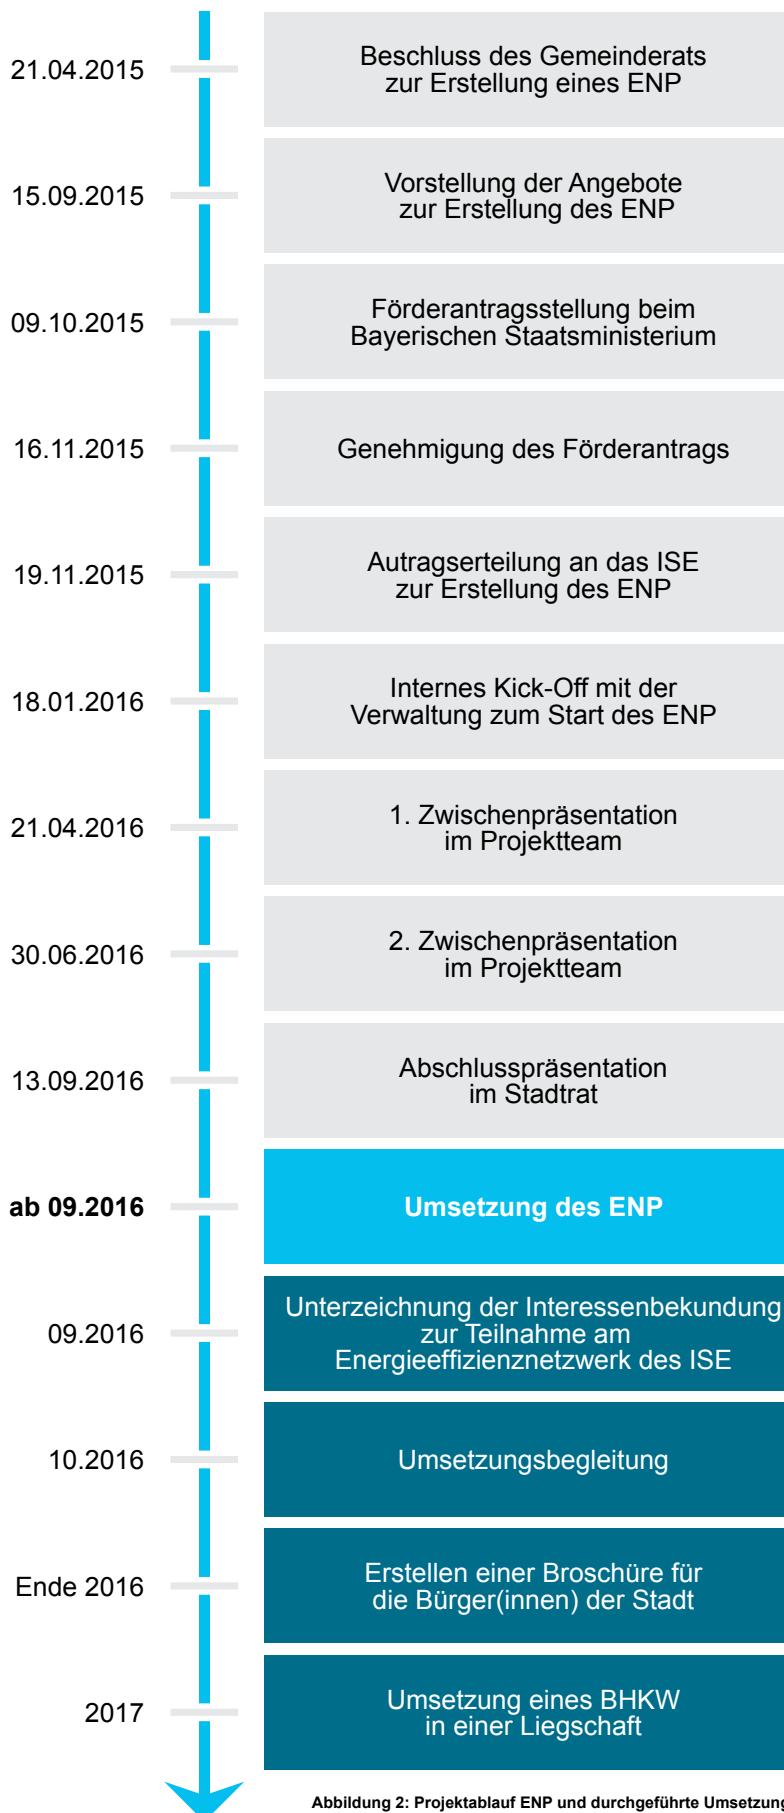 21.04.2015
Beschluss des Gemeinderats
zur Erstellung eines ENP
15.09.2015
Vorstellung der Angebote
zur Erstellung des ENP
09.10.2015
Förderantragsstellung beim
Bayerischen Staatsministerium
16.11.2015
Genehmigung des Förderantrags
19.11.2015
Autragserteilung an das ISE
zur Erstellung des ENP
18.01.2016
Internes Kick-Off mit der
Verwaltung zum Start des ENP
21.04.2016
1. Zwischenpräsentation
im Projektteam
30.06.2016
2. Zwischenpräsentation
im Projektteam
13.09.2016
Abschlusspräsentation
im Stadtrat
ab 09.2016
Umsetzung des ENP
09.2016
Unterzeichnung der Interessenbekundung
zur Teilnahme am
Energieeffizienznetzwerk des ISE
10.2016
Umsetzungsbegleitung
Ende 2016
Erstellen einer Broschüre für
die Bürger(innen) der Stadt
2017
Umsetzung eines BHKW
in einer Liegschaft
Abbildung 2: Projektablauf ENP und durchgeführte Umsetzung